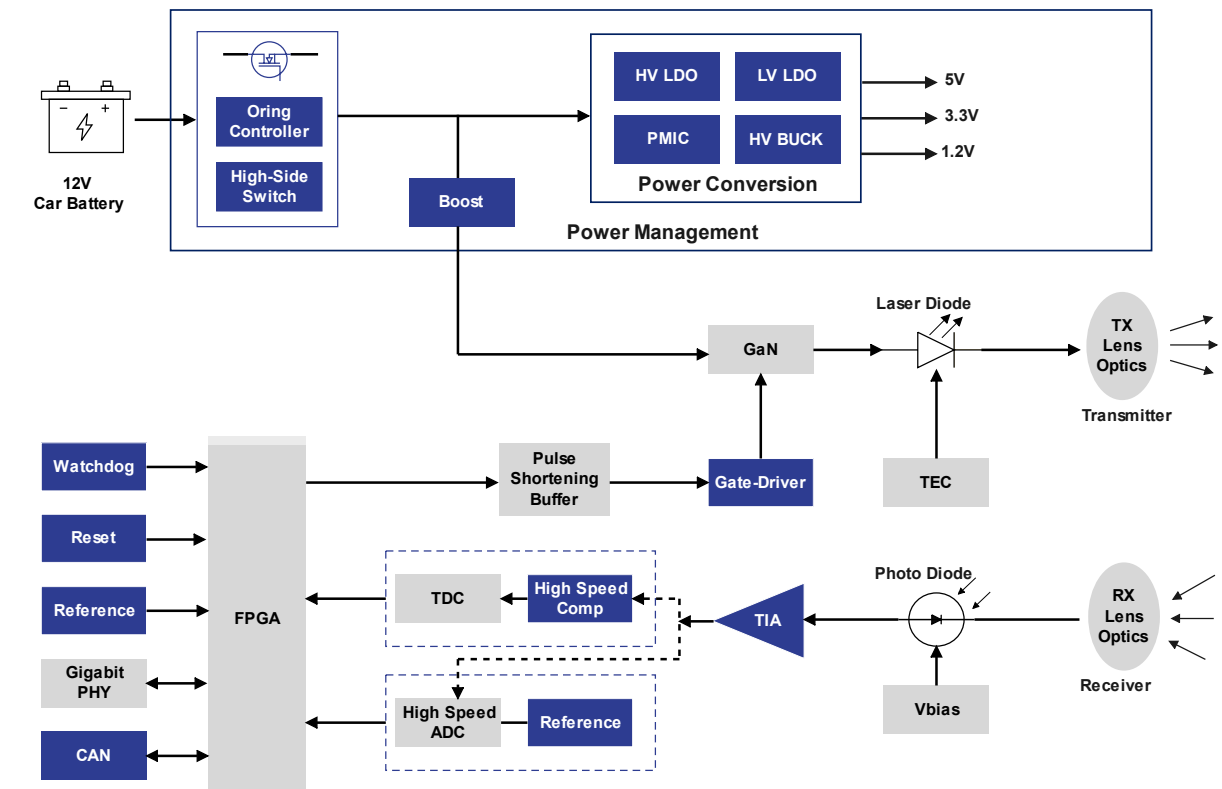 12V
Car Battery
− +
Oring
Controller
High-Side
Switch
Boost
HV LDO
LV LDO
PMIC
HV BUCK
Power Conversion
5V
3.3V
1.2V
Power Management
Laser Diode
GaN
TX
Lens
Optics
Transmitter
Watchdog
Reset
Reference
Gigabit
PHY
CAN
FPGA
Pulse
Shortening
Buffer
Gate-Driver
TEC
TDC
High Speed
Comp
TIA
Photo Diode
RX
Lens
Optics
Receiver
High Speed
ADC
Reference
Vbias